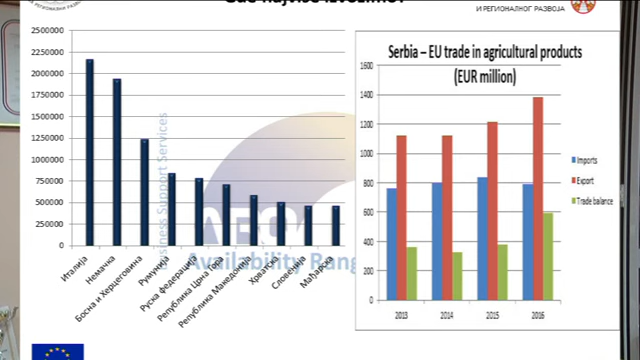 И РЕГИОНАЛНОГ РАЗВОЈА
2500000
2250000
2000000
1750000
1500000
1250000
1000000
750000
500000
250000
0
Италија
Немачка
Босна и Херцеговина
Румунија
Руска федерација
Република Црна Гора
Република Македонија
Хрватска
Словенија
Мађарска
Business Support Services
Availability Rang
Serbia – EU trade in agricultural products
(EUR million)
1600
1400
1200
1000
800
600
400
200
0
2013
2014
2015
2016
Imports
Export
Trade balance